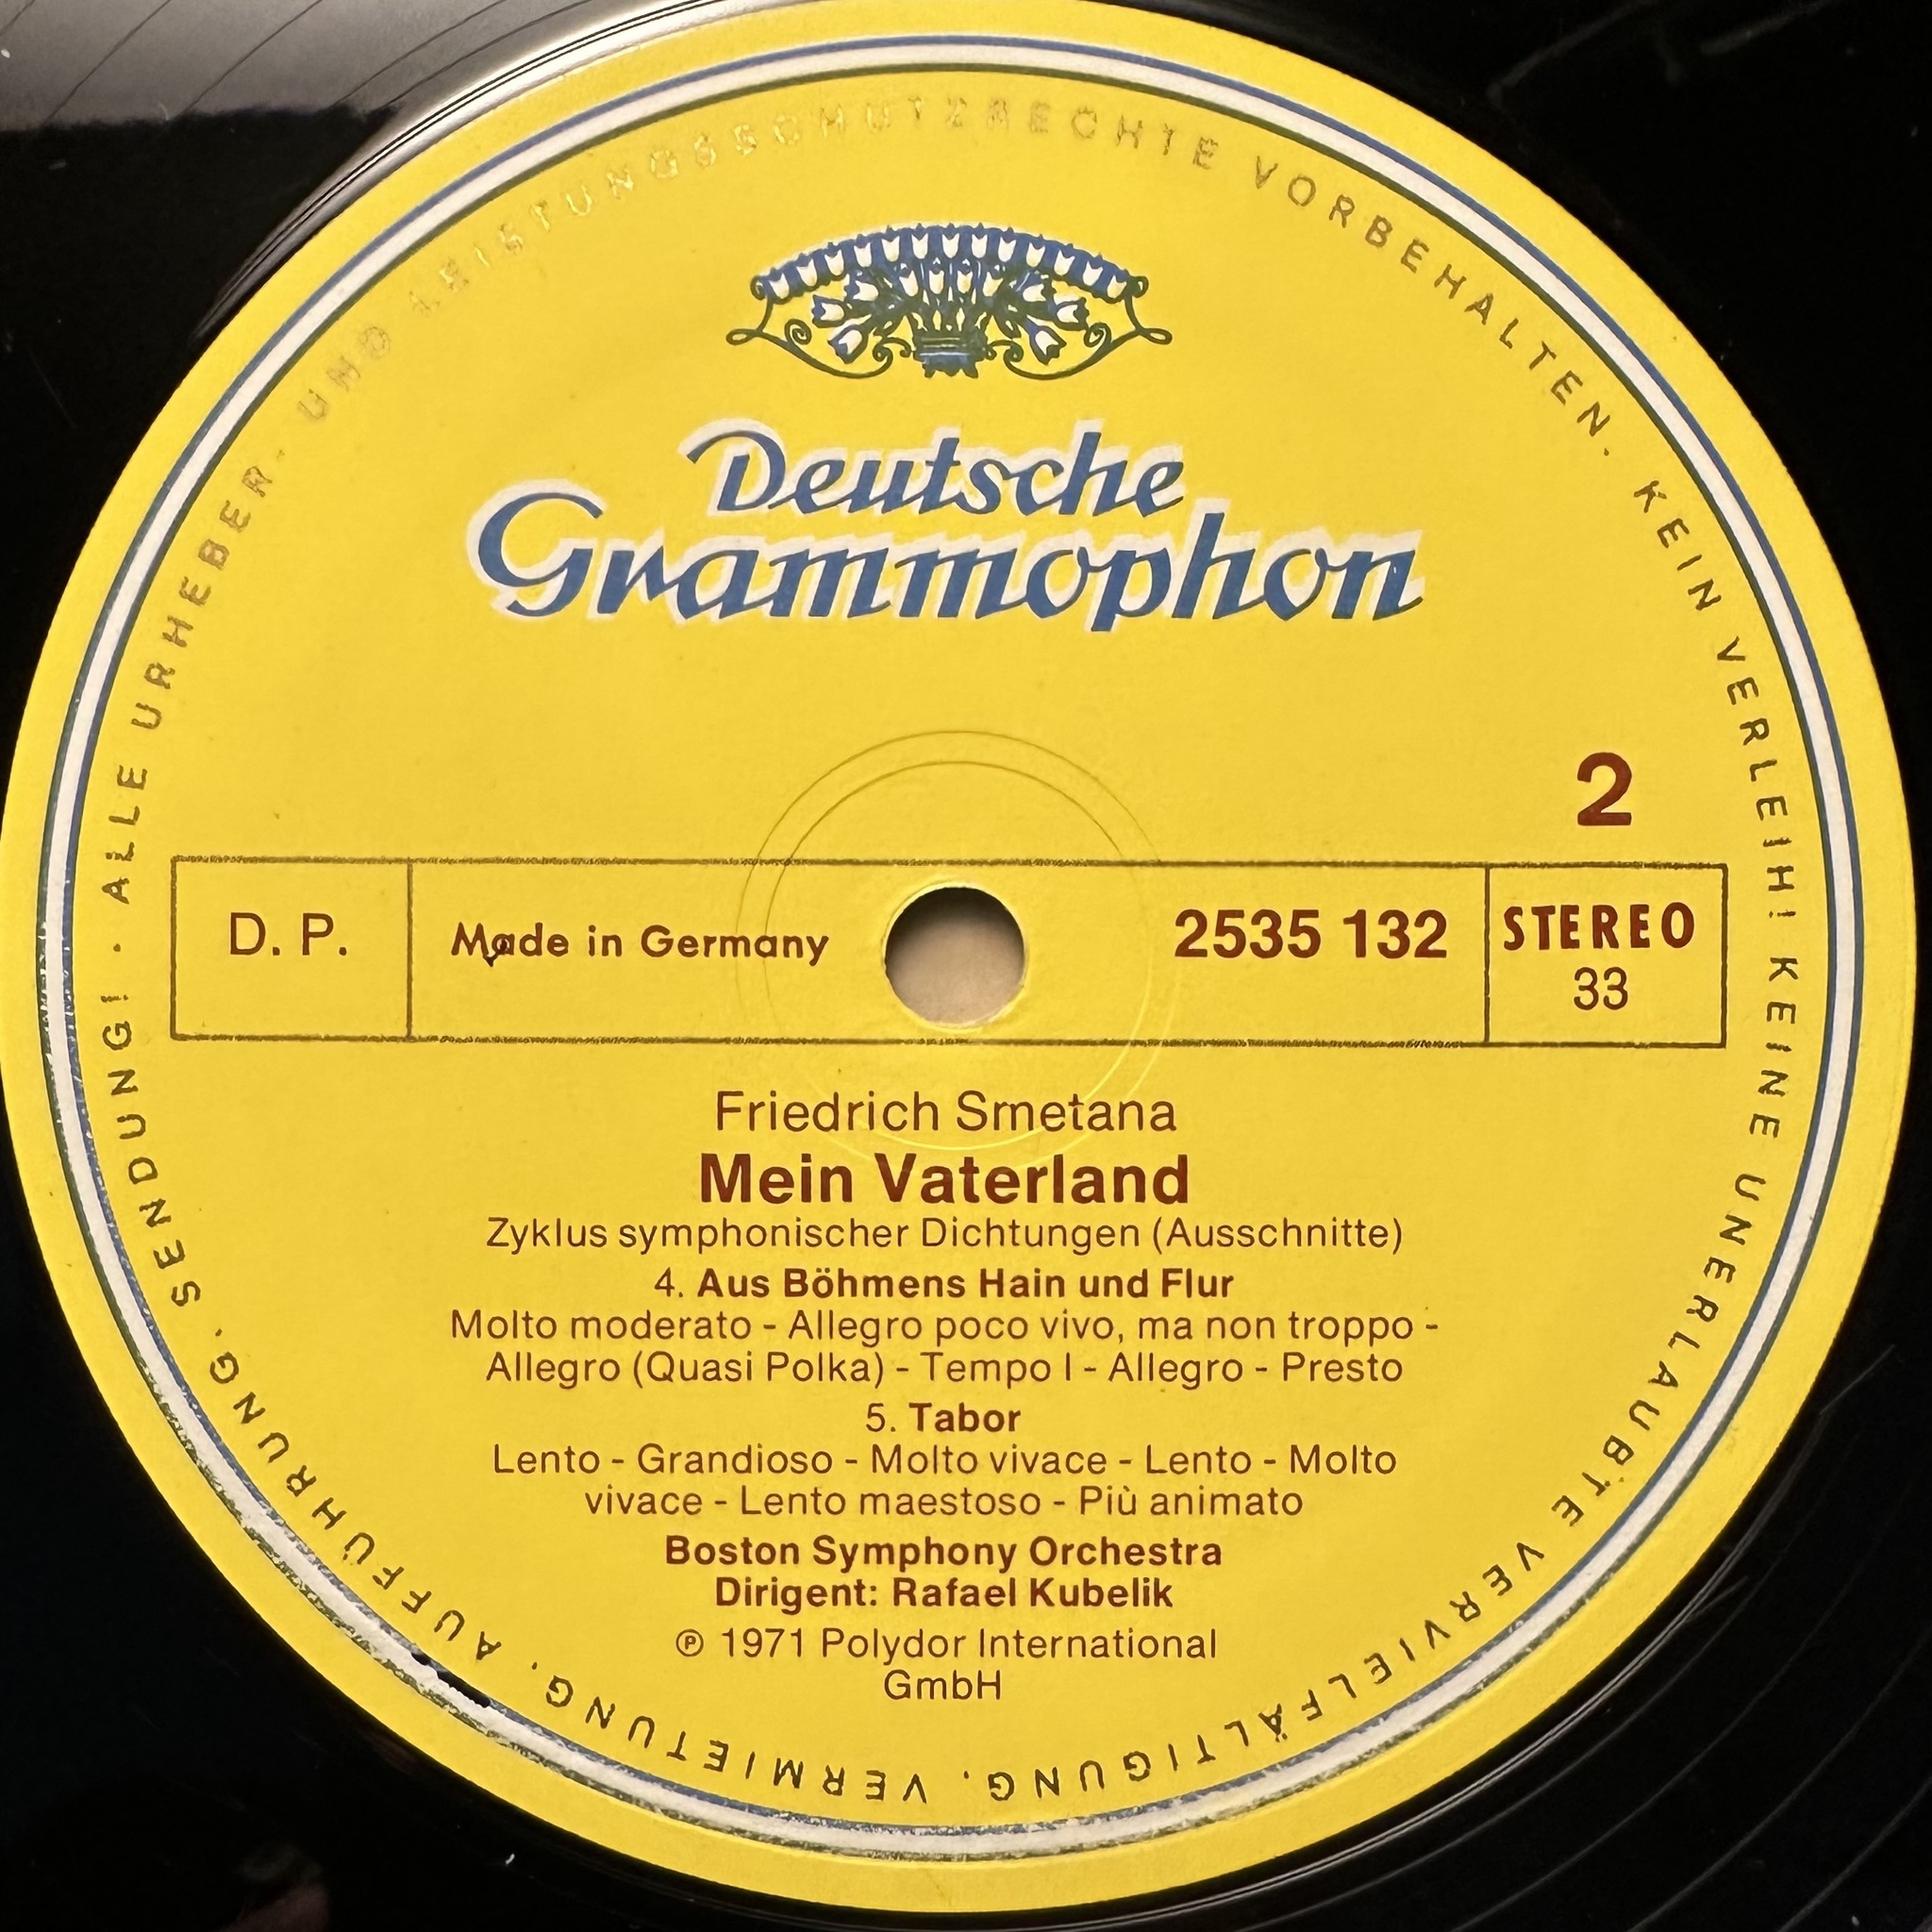 ALLE URHEBER- UND LEISTUNGSSCHUTZRECHTE VORBEHALTEN. KEIN VERLEIH! KEINE UNERLAUBTE VERVIELFÄLTIGUNG, VERMIETUNG, AUFFÜHRUNG, SENDUNG! ·
Deutsche
Grammophon
2
D. P.
Made in Germany
2535 132
STEREO
33
Friedrich Smetana
Mein Vaterland
Zyklus symphonischer Dichtungen (Ausschnitte)
4. Aus Böhmens Hain und Flur
Molto moderato - Allegro poco vivo, ma non troppo -
Allegro (Quasi Polka) - Tempo I - Allegro - Presto
5. Tabor
Lento - Grandioso - Molto vivace - Lento - Molto
vivace - Lento maestoso - Più animato
Boston Symphony Orchestra
Dirigent: Rafael Kubelik
℗ 1971 Polydor International
GmbH